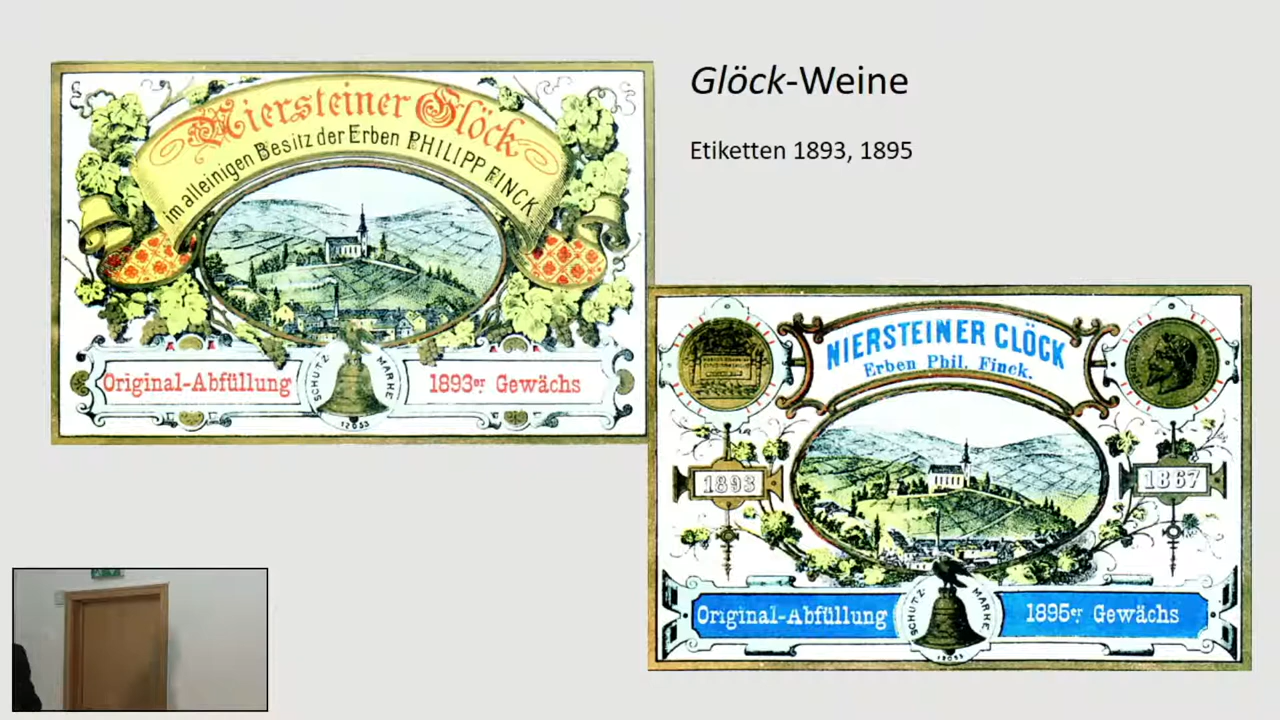 Glöck-Weine
Etiketten 1893, 1895
Niersteiner Glöck
im alleinigen Besitz der Erben PHILIPP FINCK
Original-Abfüllung
SCHUTZ MARKE
1893er Gewächs
NIERSTEINER GLÖCK
Erben Phil. Finck.
1893
1867
Original-Abfüllung
SCHUTZ MARKE
1895er Gewächs